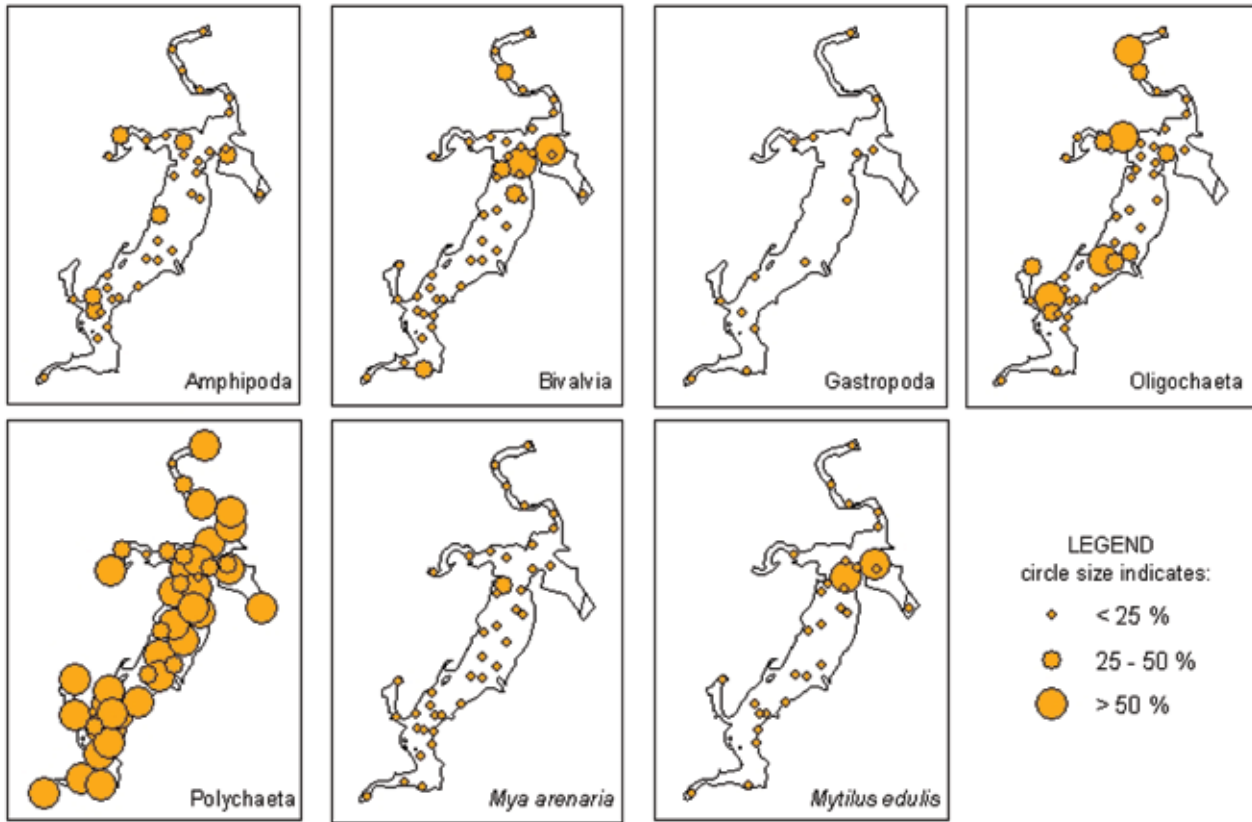 Amphipoda
Bivalvia
Gastropoda
Oligochaeta
Polychaeta
Mya arenaria
Mytilus edulis
LEGEND
circle size indicates:
< 25 %
25 - 50 %
> 50 %